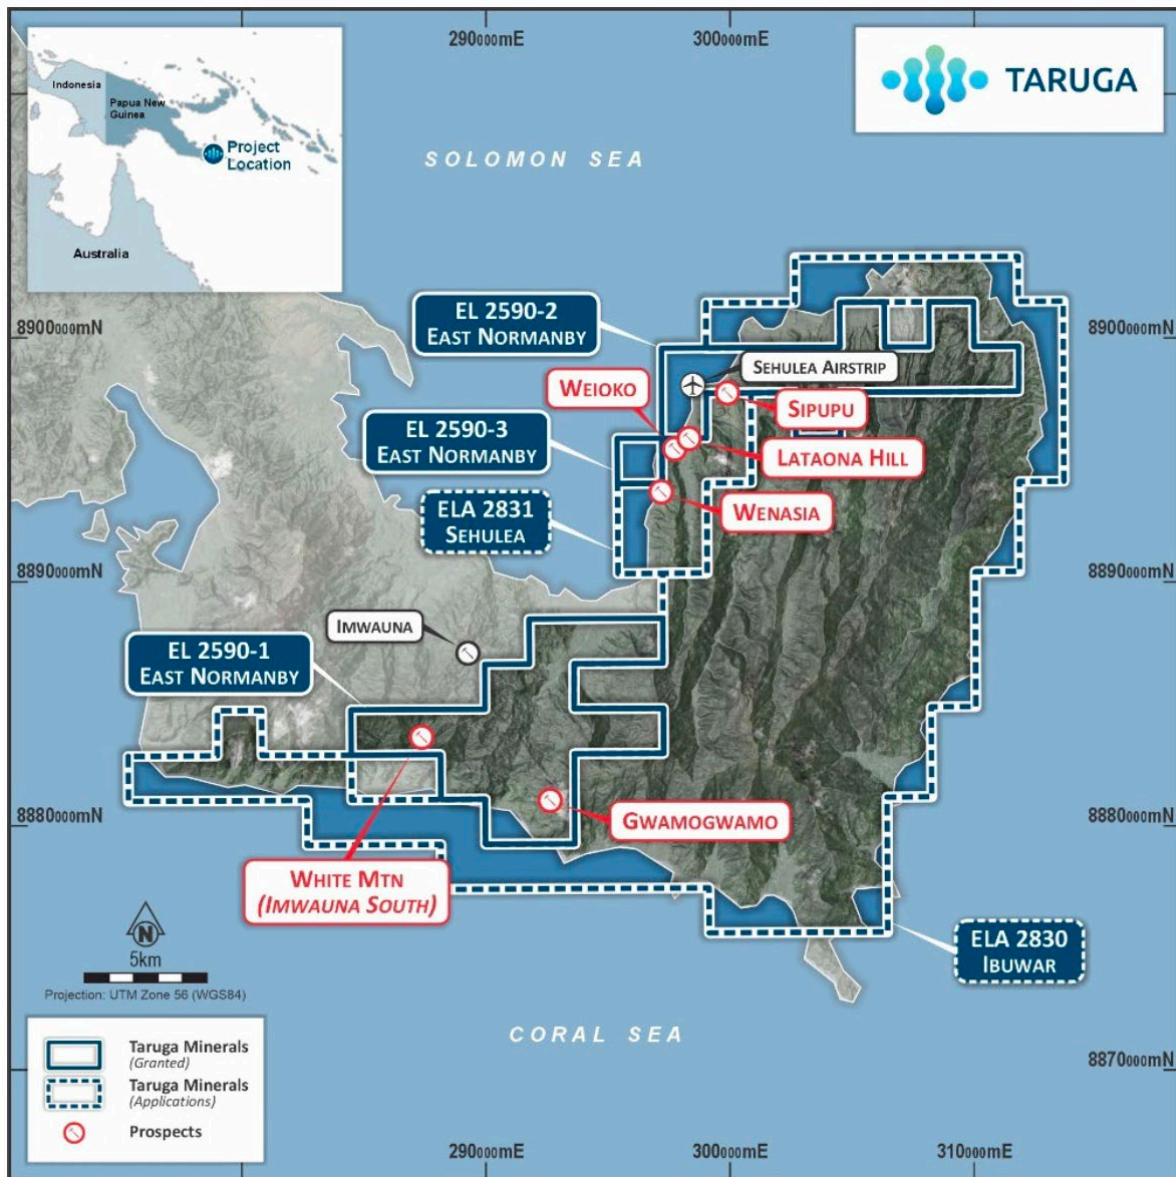 290000mE
300000mE
TARUGA
Indonesia
Papua New
Guinea
Project
Location
Australia
SOLOMON SEA
EL 2590-2
EAST NORMANBY
8900000mN
8900000mN
SEHULEA AIRSTRIP
WEIOKO
SIPUPU
EL 2590-3
EAST NORMANBY
LATAONA HILL
ELA 2831
SEHULEA
WENASIA
8890000mN
8890000mN
IMWAUNA
EL 2590-1
EAST NORMANBY
8880000mN
8880000mN
GWAMOGWAMO
WHITE MTN
(IMWAUNA SOUTH)
ELA 2830
IBUWAR
N
5km
Projection: UTM Zone 56 (WGS84)
CORAL SEA
Taruga Minerals
(Granted)
Taruga Minerals
(Applications)
Prospects
8870000mN
290000mE
300000mE
310000mE